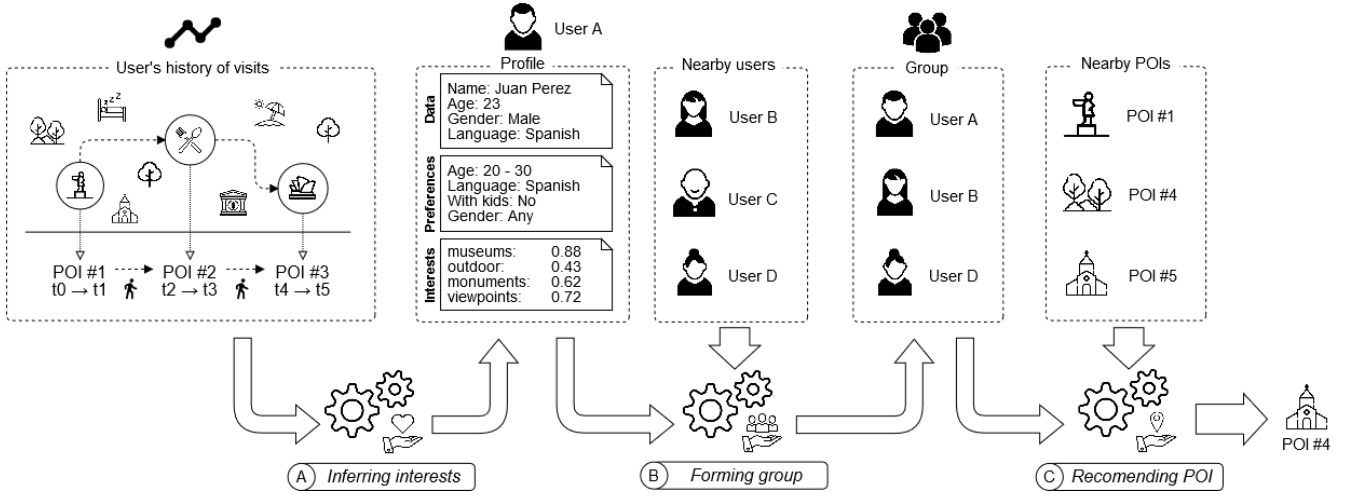 User A
User's history of visits
POI #1
POI #2
POI #3
t0 → t1
t2 → t3
t4 → t5
Profile
Data
Name: Juan Perez
Age: 23
Gender: Male
Language: Spanish
Preferences
Age: 20 - 30
Language: Spanish
With kids: No
Gender: Any
Interests
museums: 0.88
outdoor: 0.43
monuments: 0.62
viewpoints: 0.72
Nearby users
User B
User C
User D
Group
User A
User B
User D
Nearby POIs
POI #1
POI #4
POI #5
POI #4
A Inferring interests
B Forming group
C Recomending POI